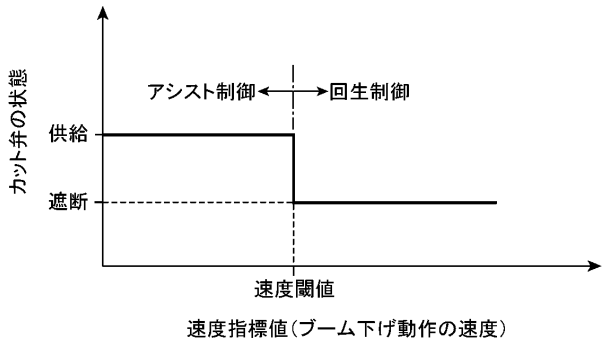 アシスト制御
回生制御
カット弁の状態
供給
遮断
速度閾値
速度指標値(ブーム下げ動作の速度)